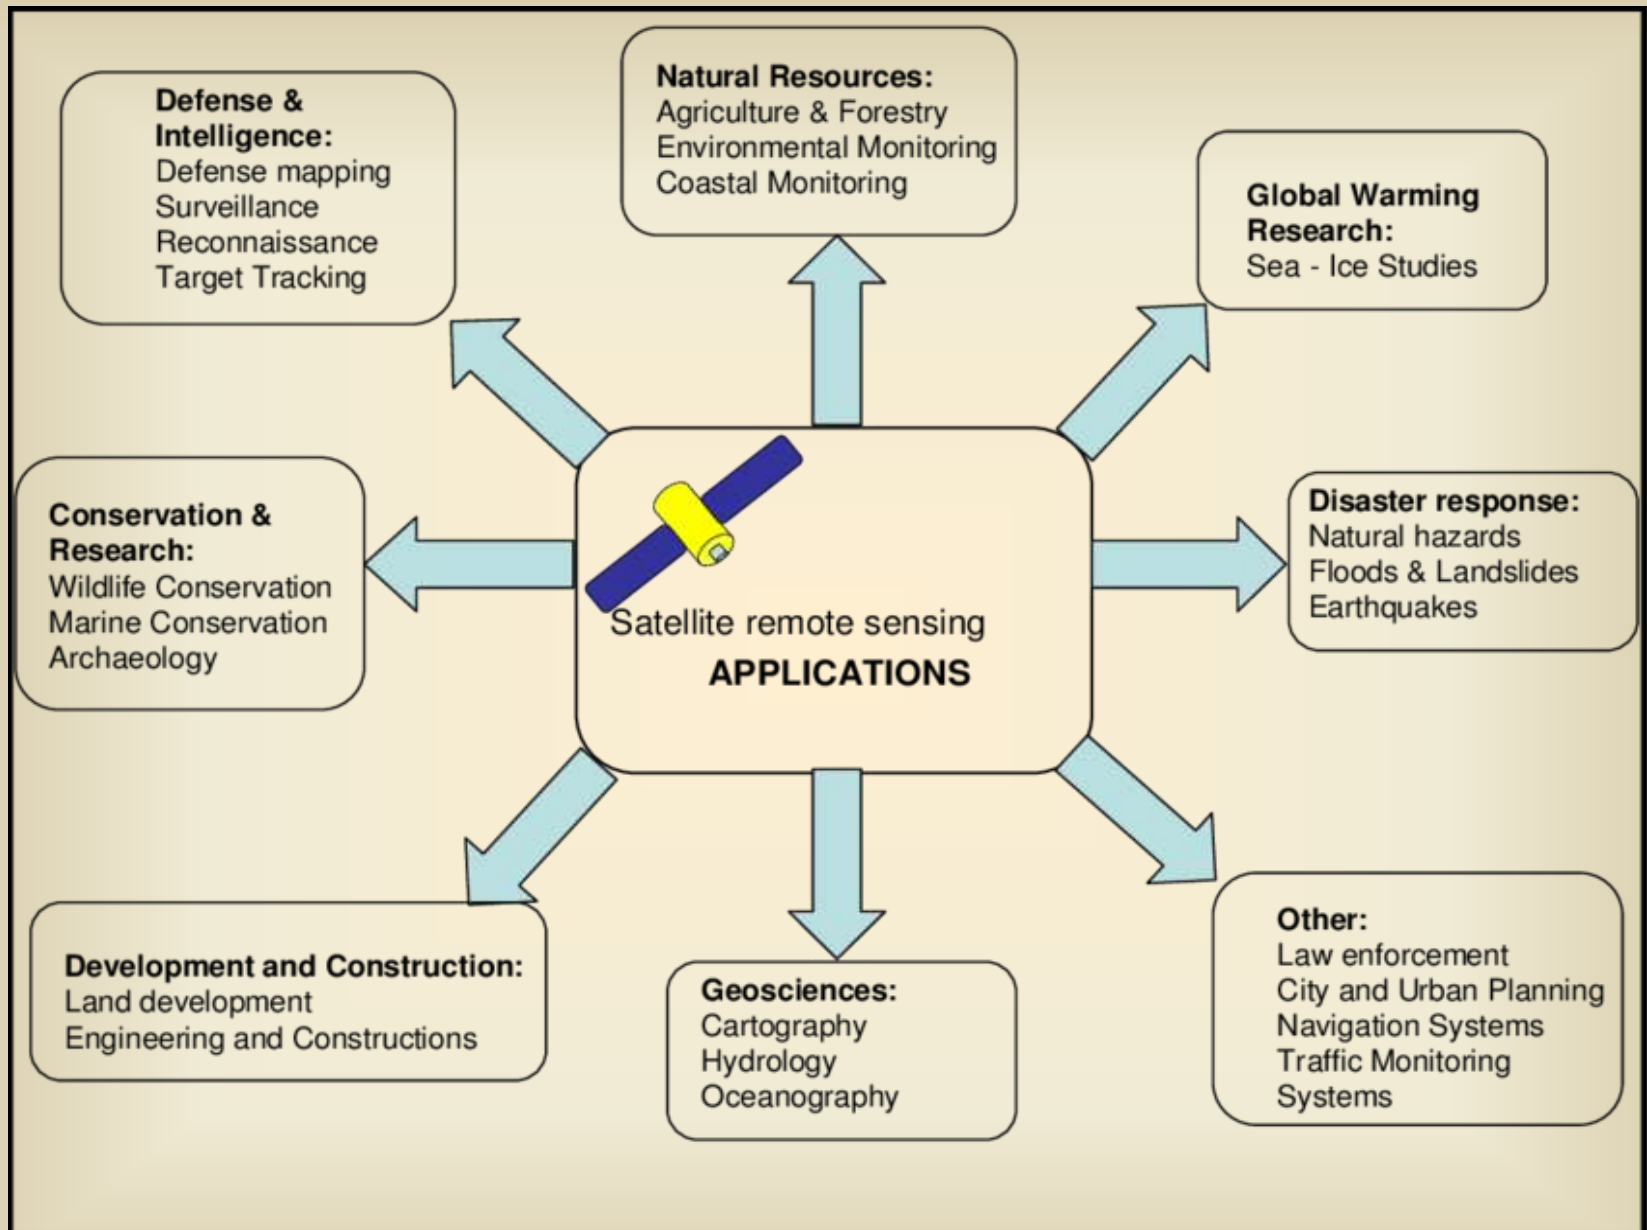 Defense &
Intelligence:
Defense mapping
Surveillance
Reconnaissance
Target Tracking
Natural Resources:
Agriculture & Forestry
Environmental Monitoring
Coastal Monitoring
Global Warming
Research:
Sea - Ice Studies
Conservation &
Research:
Wildlife Conservation
Marine Conservation
Archaeology
Satellite remote sensing
APPLICATIONS
Disaster response:
Natural hazards
Floods & Landslides
Earthquakes
Development and Construction:
Land development
Engineering and Constructions
Geosciences:
Cartography
Hydrology
Oceanography
Other:
Law enforcement
City and Urban Planning
Navigation Systems
Traffic Monitoring
Systems